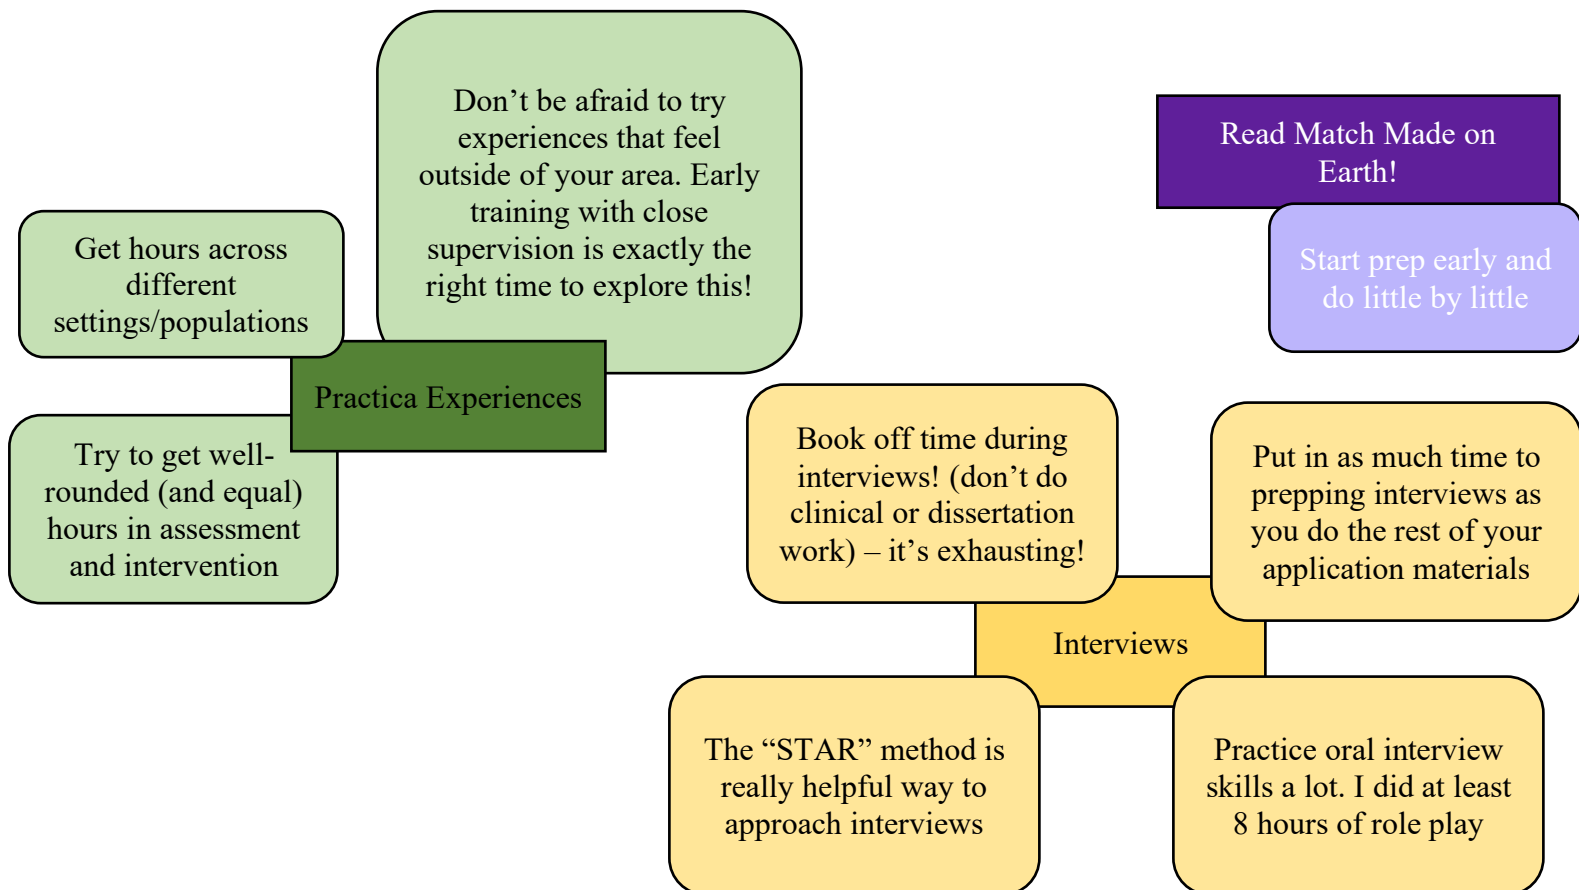 Don’t be afraid to try
experiences that feel
outside of your area. Early
training with close
supervision is exactly the
right time to explore this!
Get hours across
different
settings/populations
Practica Experiences
Try to get well-
rounded (and equal)
hours in assessment
and intervention
Read Match Made on
Earth!
Start prep early and
do little by little
Book off time during
interviews! (don’t do
clinical or dissertation
work) – it’s exhausting!
Put in as much time to
prepping interviews as
you do the rest of your
application materials
Interviews
The “STAR” method is
really helpful way to
approach interviews
Practice oral interview
skills a lot. I did at least
8 hours of role play